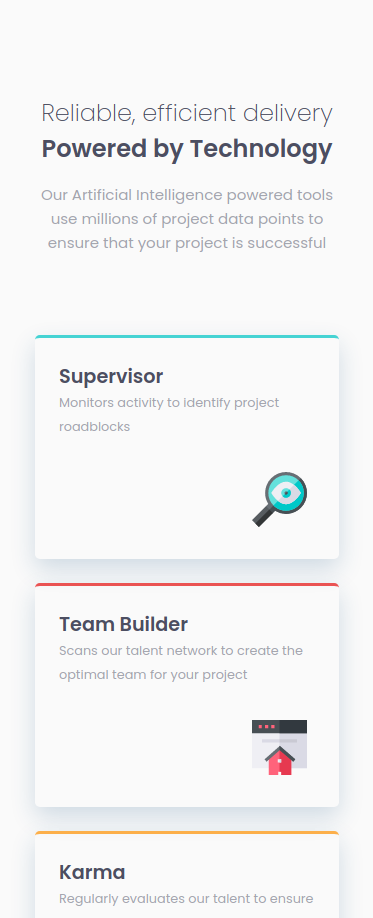 Reliable, efficient delivery
Powered by Technology
Our Artificial Intelligence powered tools
use millions of project data points to
ensure that your project is successful
Supervisor
Monitors activity to identify project
roadblocks
Team Builder
Scans our talent network to create the
optimal team for your project
Karma
Regularly evaluates our talent to ensure